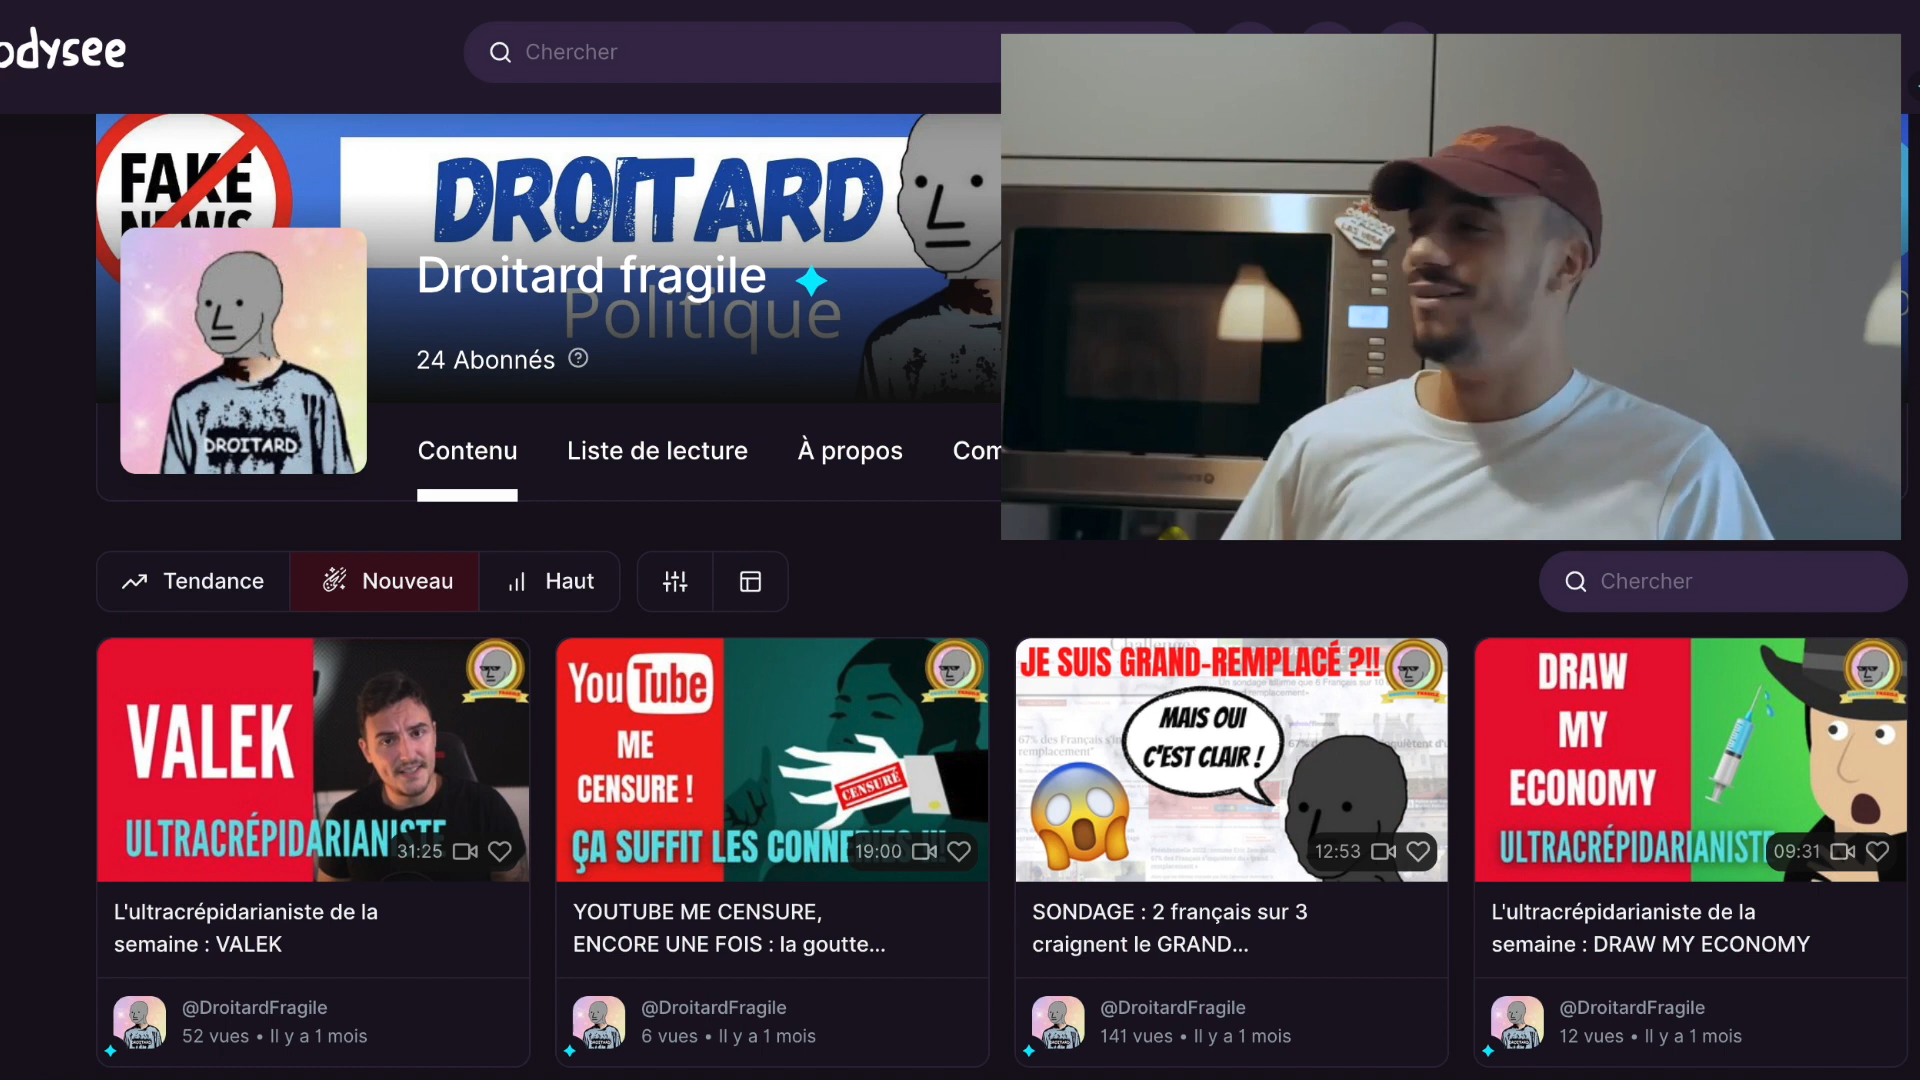 odysee
Chercher
FAKE
NEWS
DROITARD
Droitard fragile
Politique
24 Abonnés
DROITARD
Contenu
Liste de lecture
À propos
Com
Tendance
Nouveau
Haut
Chercher
VALEK
ULTRACRÉPIDARIANISTE
31:25
L'ultracrépidarianiste de la
semaine : VALEK
@DroitardFragile
52 vues • Il y a 1 mois
YouTube
ME
CENSURE !
CENSURÉ
ÇA SUFFIT LES CONNERIES !!!
19:00
YOUTUBE ME CENSURE,
ENCORE UNE FOIS : la goutte...
@DroitardFragile
6 vues • Il y a 1 mois
JE SUIS GRAND-REMPLACÉ ?!!
MAIS OUI
C'EST CLAIR !
12:53
SONDAGE : 2 français sur 3
craignent le GRAND...
@DroitardFragile
141 vues • Il y a 1 mois
DRAW
MY
ECONOMY
ULTRACRÉPIDARIANISTE
09:31
L'ultracrépidarianiste de la
semaine : DRAW MY ECONOMY
@DroitardFragile
12 vues • Il y a 1 mois